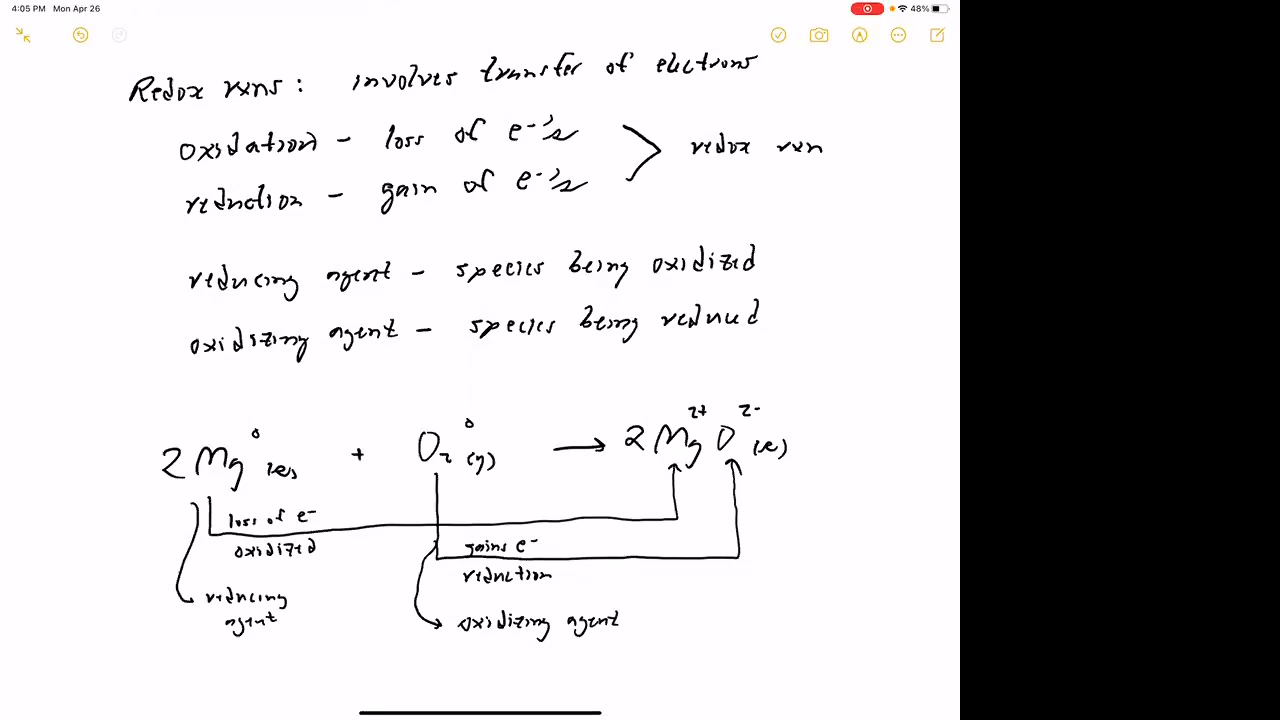 4:05 PM Mon Apr 26
48%
Redox rxns: involves transfer of electrons
oxidation - loss of e-'s
reduction - gain of e-'s
> redox rxn
reducing agent - species being oxidized
oxidizing agent - species being reduced
2Mg⁰(s) + O₂⁰(g) → 2Mg²⁺O²⁻(s)
loss of e-
oxidized
gains e-
reduction
reducing
agent
oxidizing agent